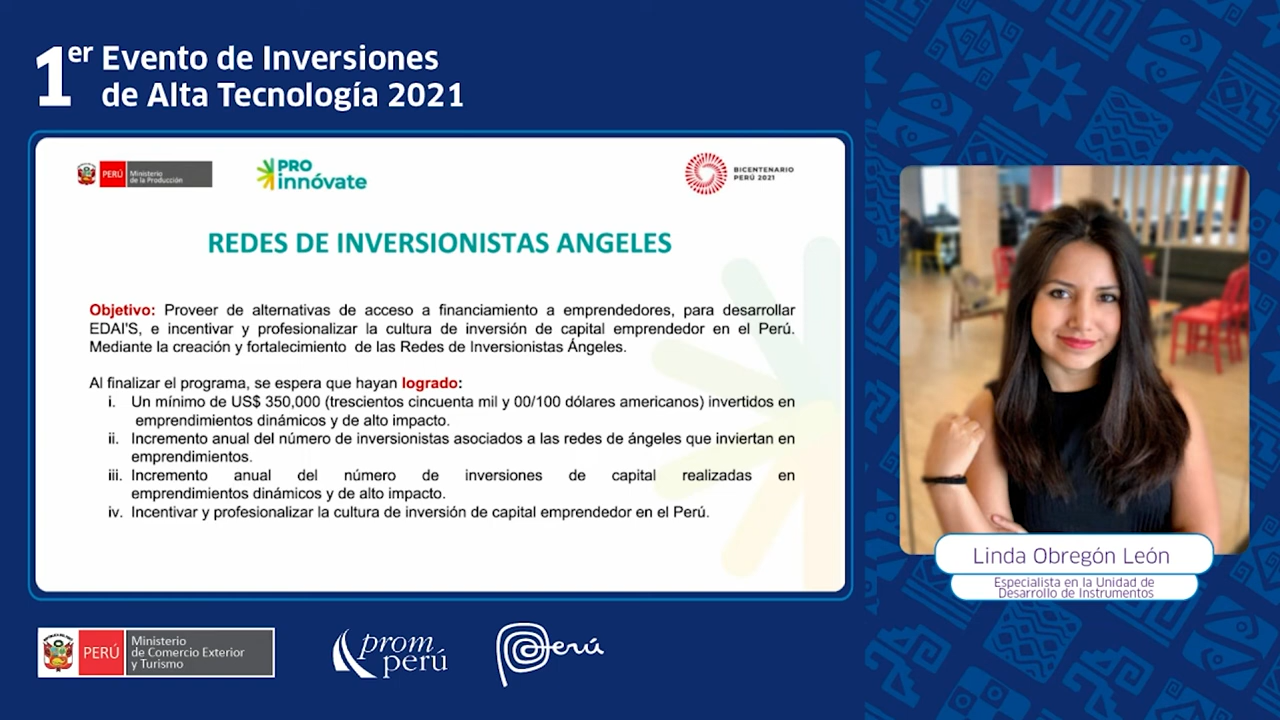 1er Evento de Inversiones
de Alta Tecnología 2021
PERÚ Ministerio
de la Producción
PRO
innóvate
BICENTENARIO
PERÚ 2021
REDES DE INVERSIONISTAS ANGELES
Objetivo: Proveer de alternativas de acceso a financiamiento a emprendedores, para desarrollar
EDAI'S, e incentivar y profesionalizar la cultura de inversión de capital emprendedor en el Perú.
Mediante la creación y fortalecimiento de las Redes de Inversionistas Ángeles.
Al finalizar el programa, se espera que hayan logrado:
i. Un mínimo de US$ 350,000 (trescientos cincuenta mil y 00/100 dólares americanos) invertidos en
emprendimientos dinámicos y de alto impacto.
ii. Incremento anual del número de inversionistas asociados a las redes de ángeles que inviertan en
emprendimientos.
iii. Incremento anual del número de inversiones de capital realizadas en
emprendimientos dinámicos y de alto impacto.
iv. Incentivar y profesionalizar la cultura de inversión de capital emprendedor en el Perú.
Linda Obregón León
Especialista en la Unidad de
Desarrollo de Instrumentos
PERÚ Ministerio
de Comercio Exterior
y Turismo
prom
perú
Perú